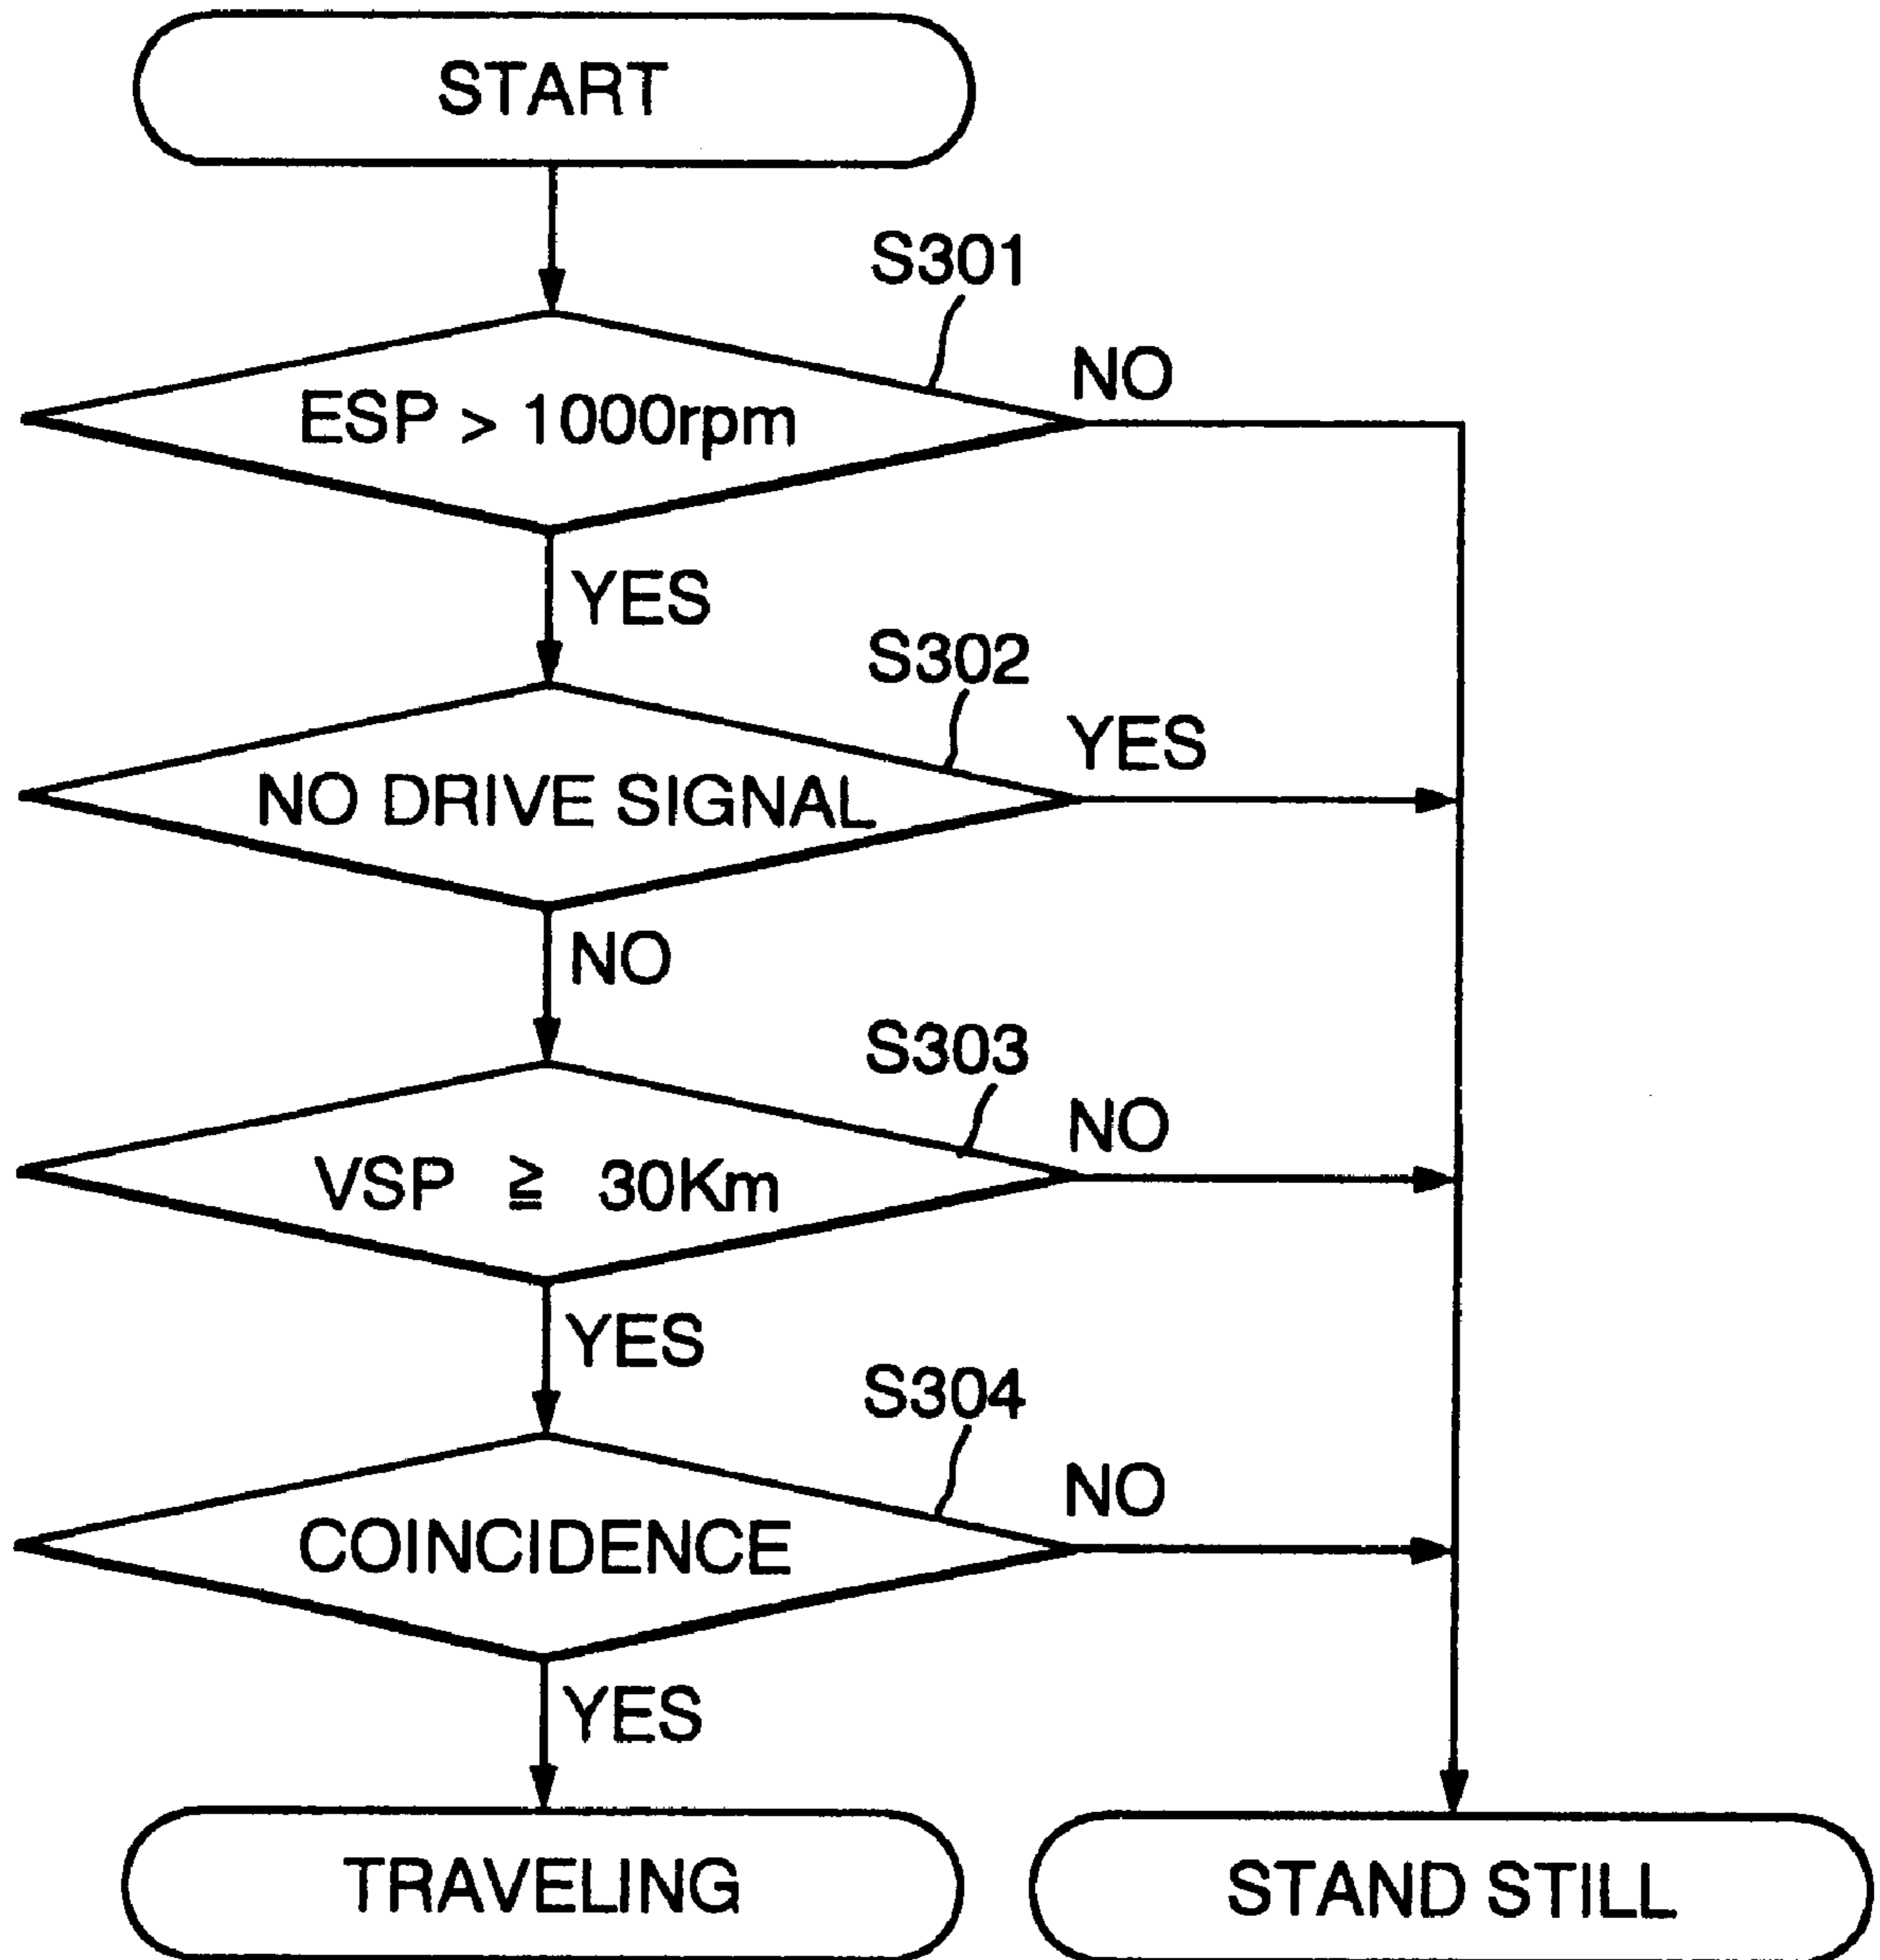 START
S301
ESP > 1000rpm
NO
YES
S302
NO DRIVE SIGNAL
YES
NO
S303
VSP ≧ 30Km
NO
YES
S304
COINCIDENCE
NO
YES
TRAVELING
STAND STILL